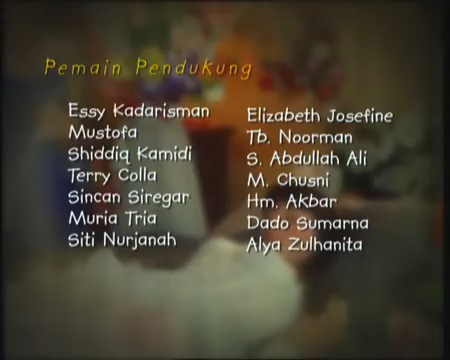 Pemain Pendukung
Essy Kadarisman
Mustofa
Shiddiq Kamidi
Terry Colla
Sincan Siregar
Muria Tria
Siti Nurjanah
Elizabeth Josefine
Tb. Noorman
S. Abdullah Ali
M. Chusni
Hm. Akbar
Dado Sumarna
Alya Zulhanita